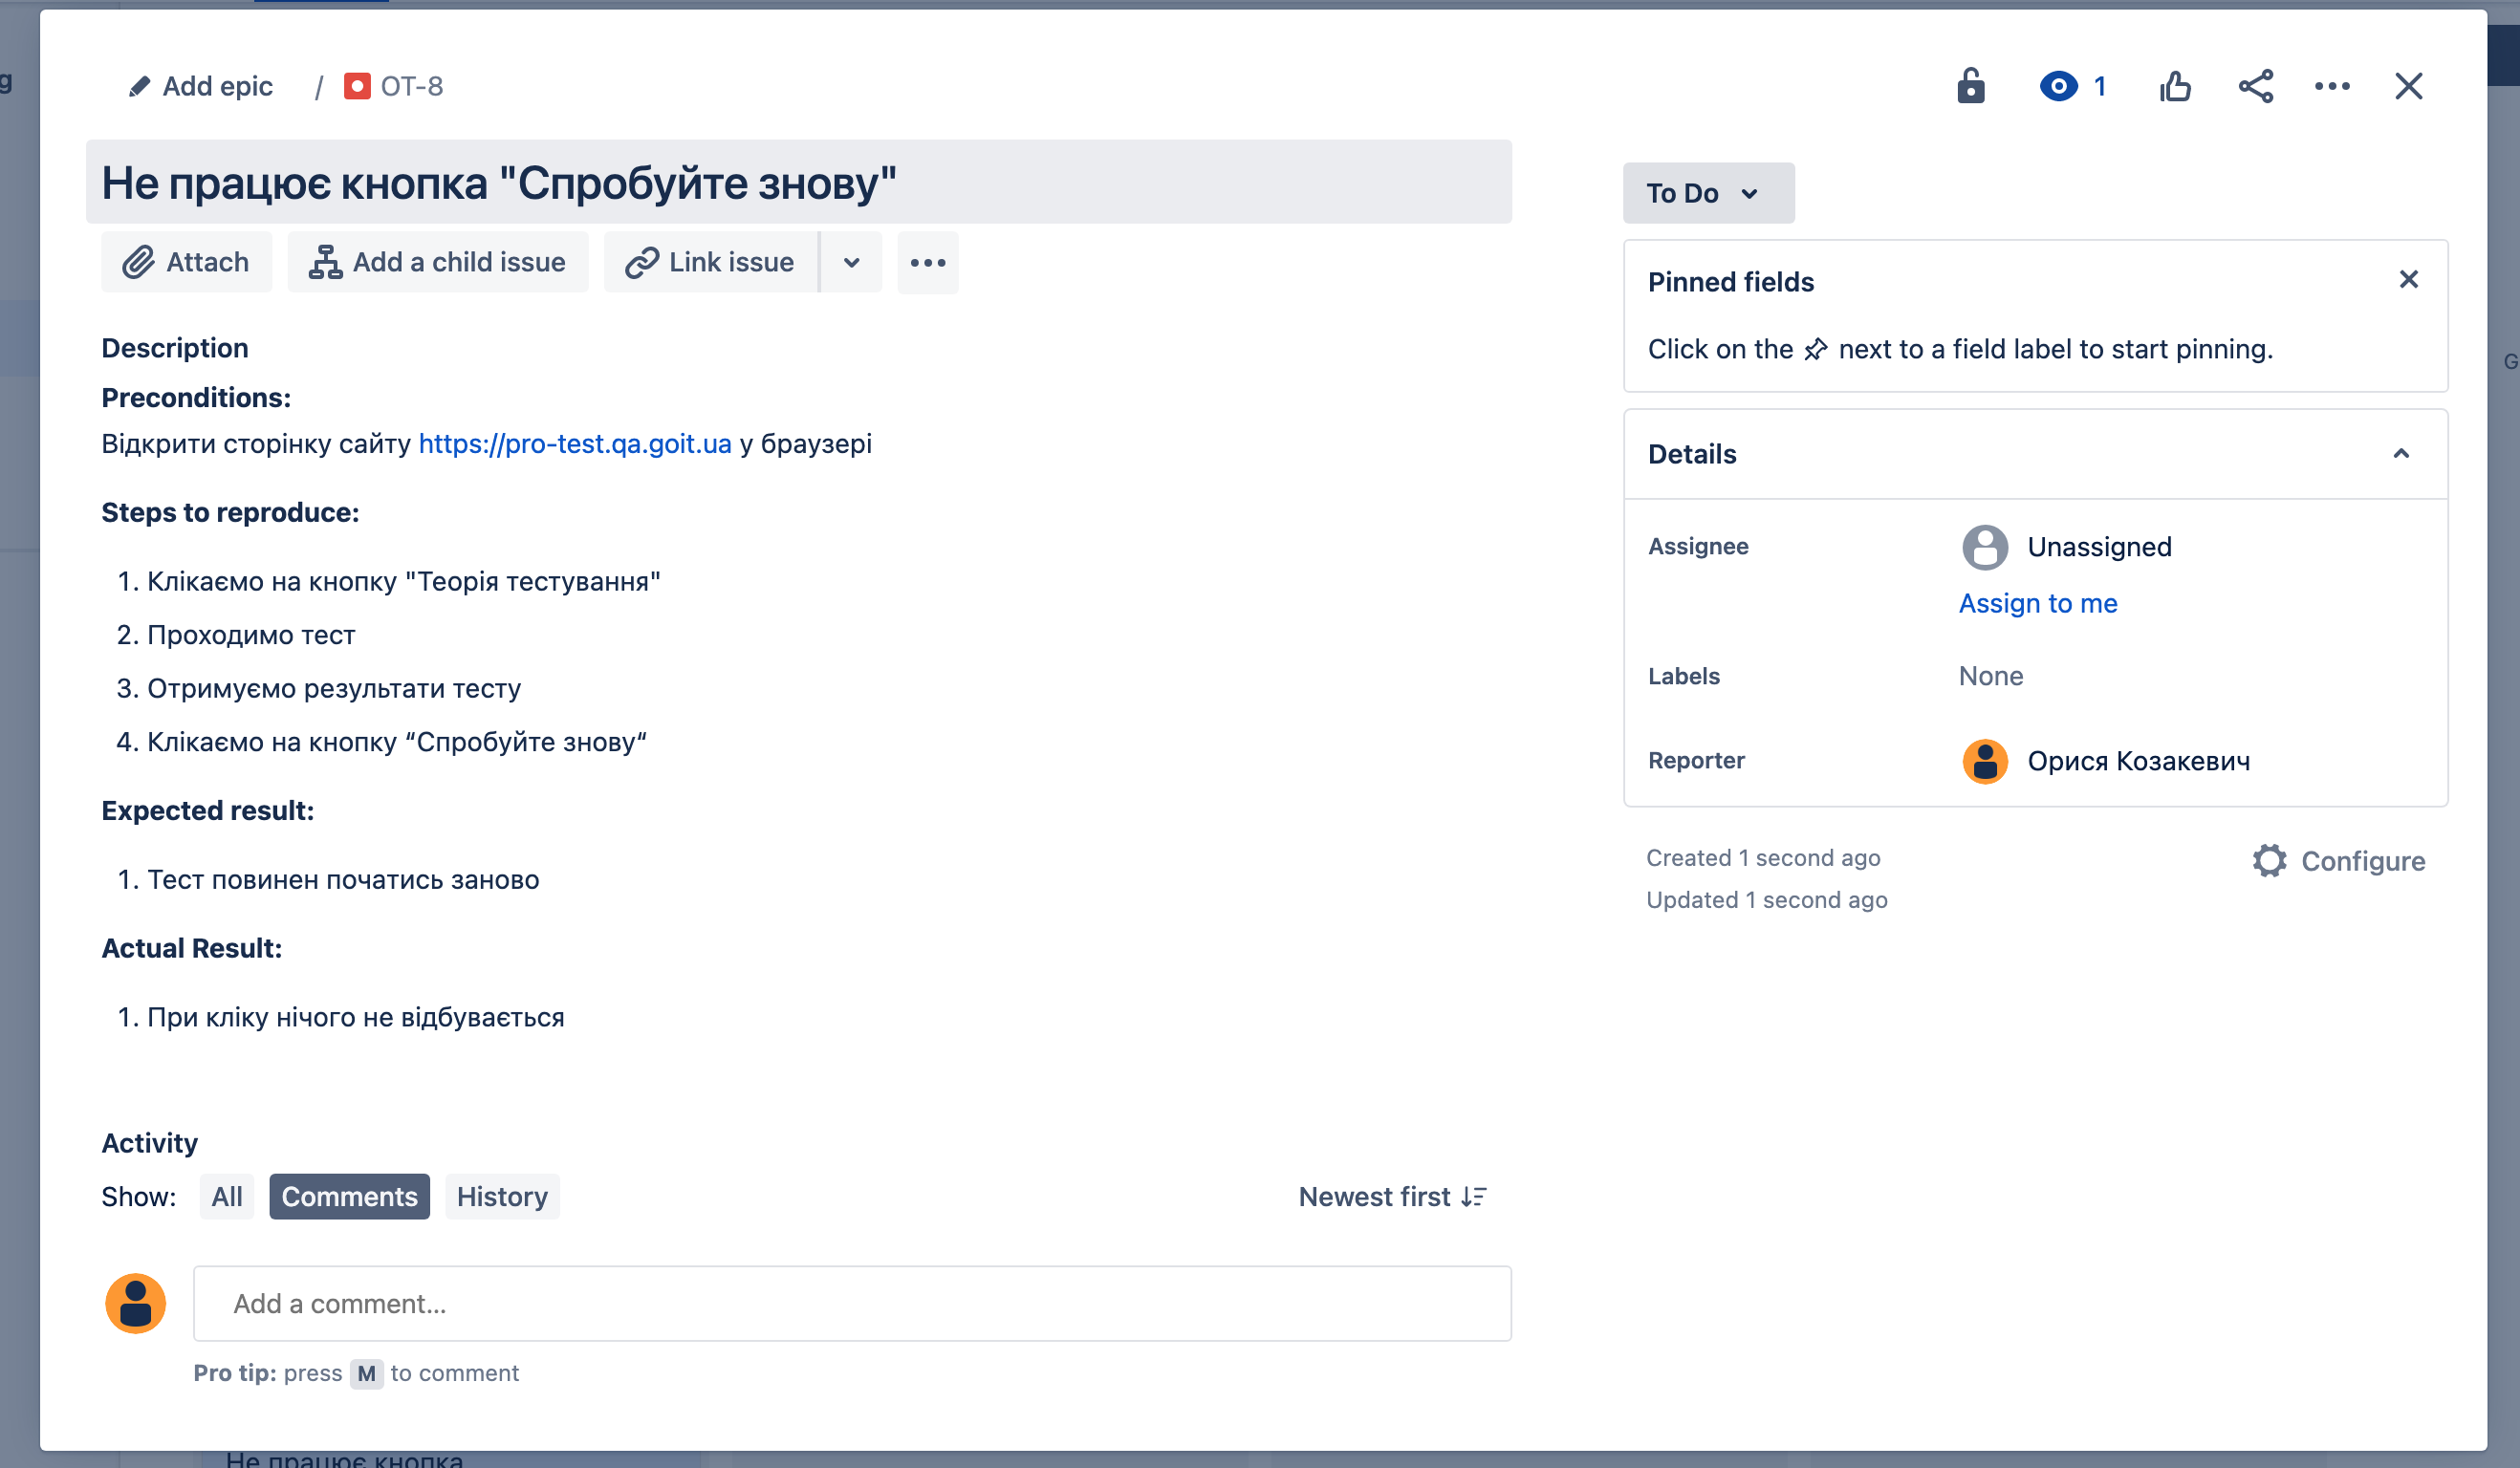 g
Add epic / OT-8
1
Не працює кнопка "Спробуйте знову"
To Do
Attach
Add a child issue
Link issue
Pinned fields
Click on the next to a field label to start pinning.
Description
Preconditions:
Відкрити сторінку сайту https://pro-test.qa.goit.ua у браузері
Steps to reproduce:
1. Клікаємо на кнопку "Теорія тестування"
2. Проходимо тест
3. Отримуємо результати тесту
4. Клікаємо на кнопку “Спробуйте знову“
Expected result:
1. Тест повинен початись заново
Actual Result:
1. При кліку нічого не відбувається
Details
Assignee
Unassigned
Assign to me
Labels
None
Reporter
Орися Козакевич
Created 1 second ago
Updated 1 second ago
Configure
G
Activity
Show: All Comments History
Newest first
Add a comment...
Pro tip: press M to comment
Не працює кнопка